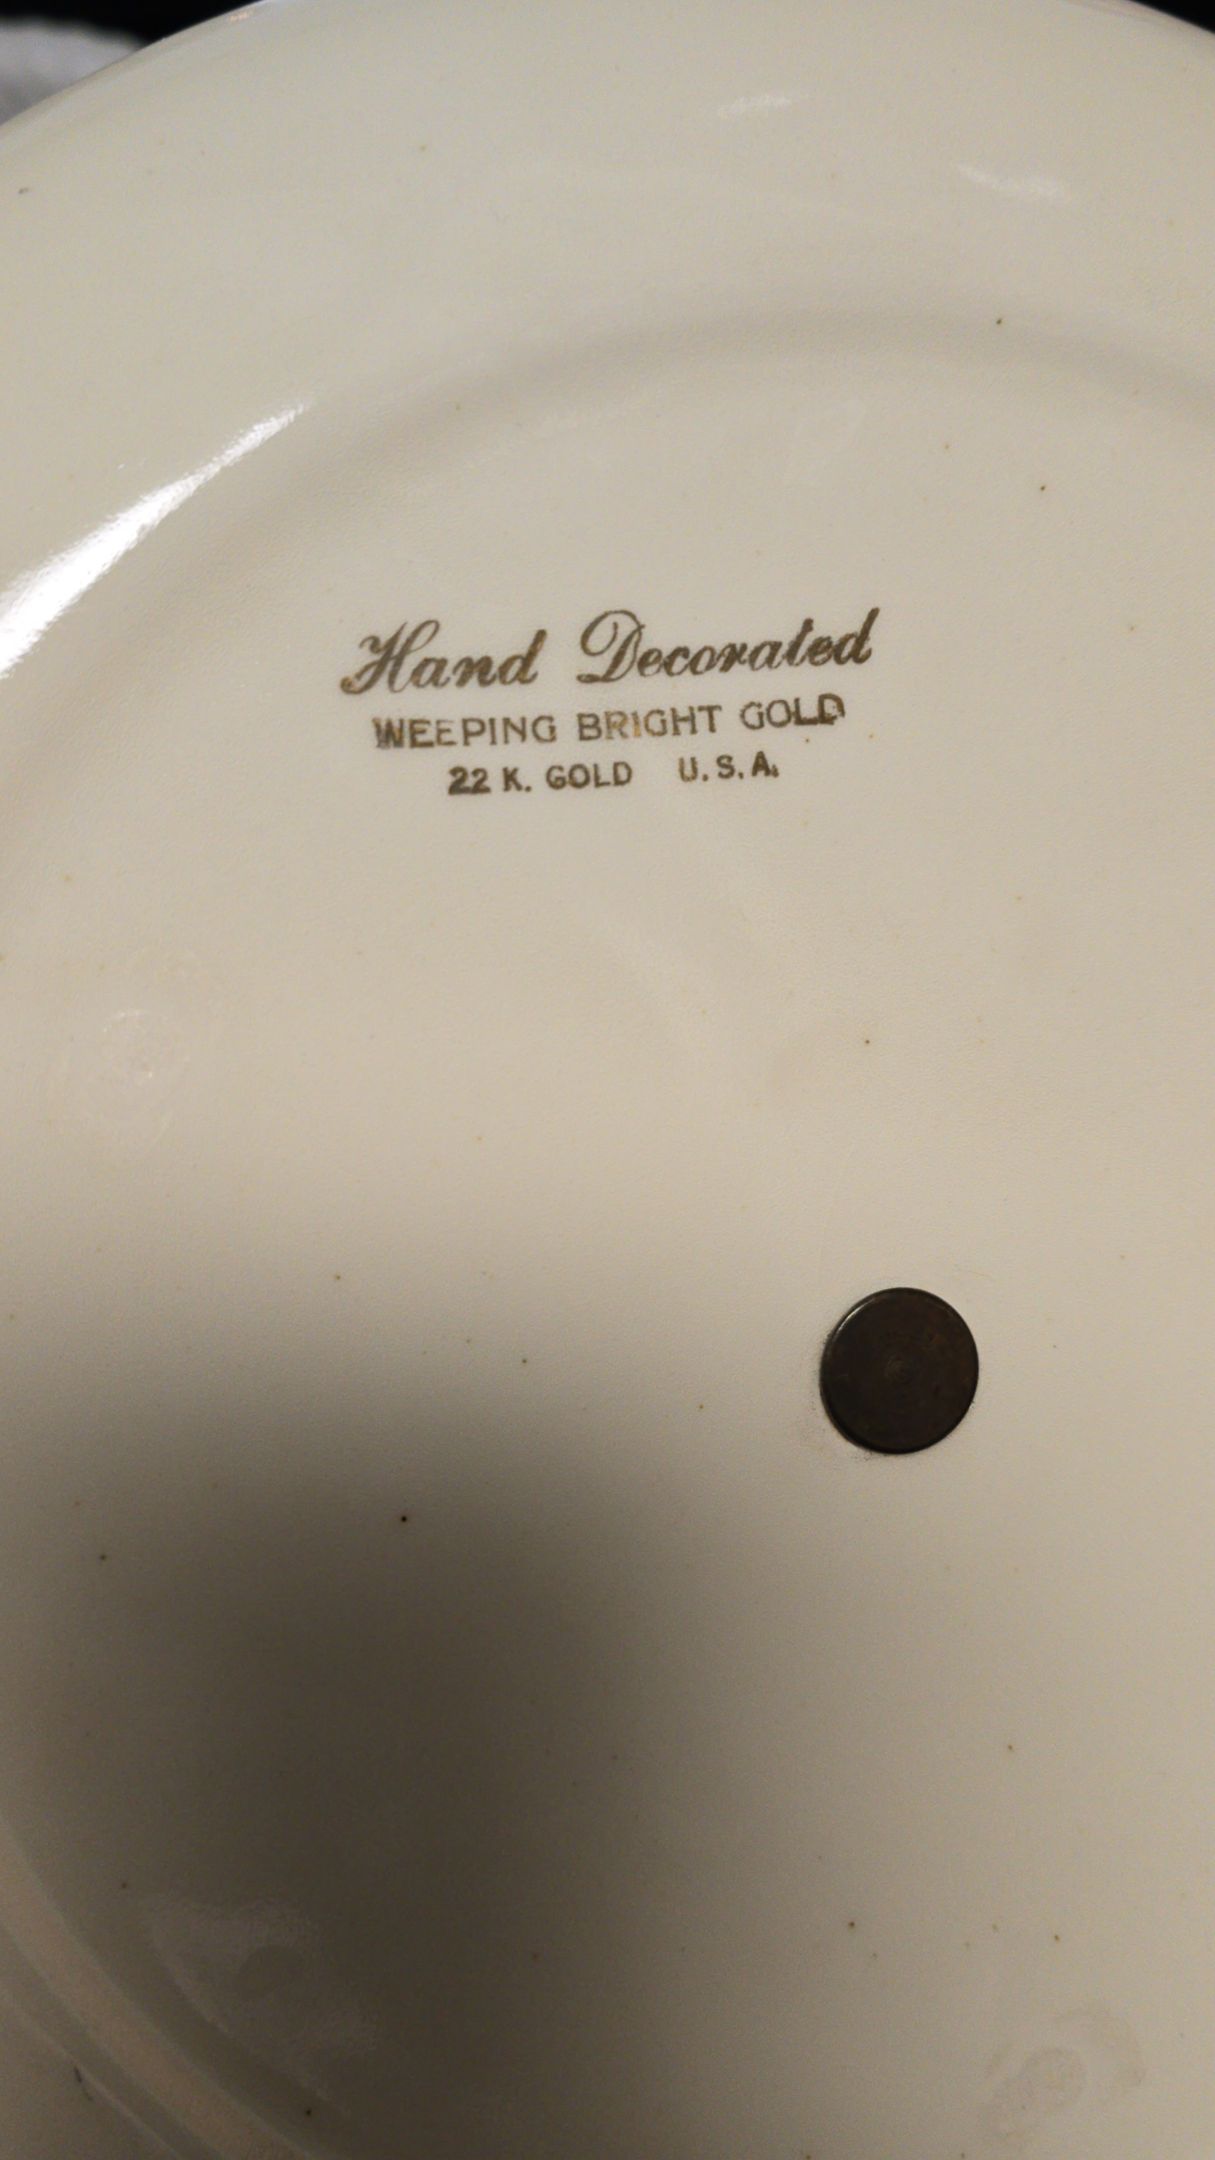 Hand Decorated
WEEPING BRIGHT GOLD
22 K. GOLD U.S.A.